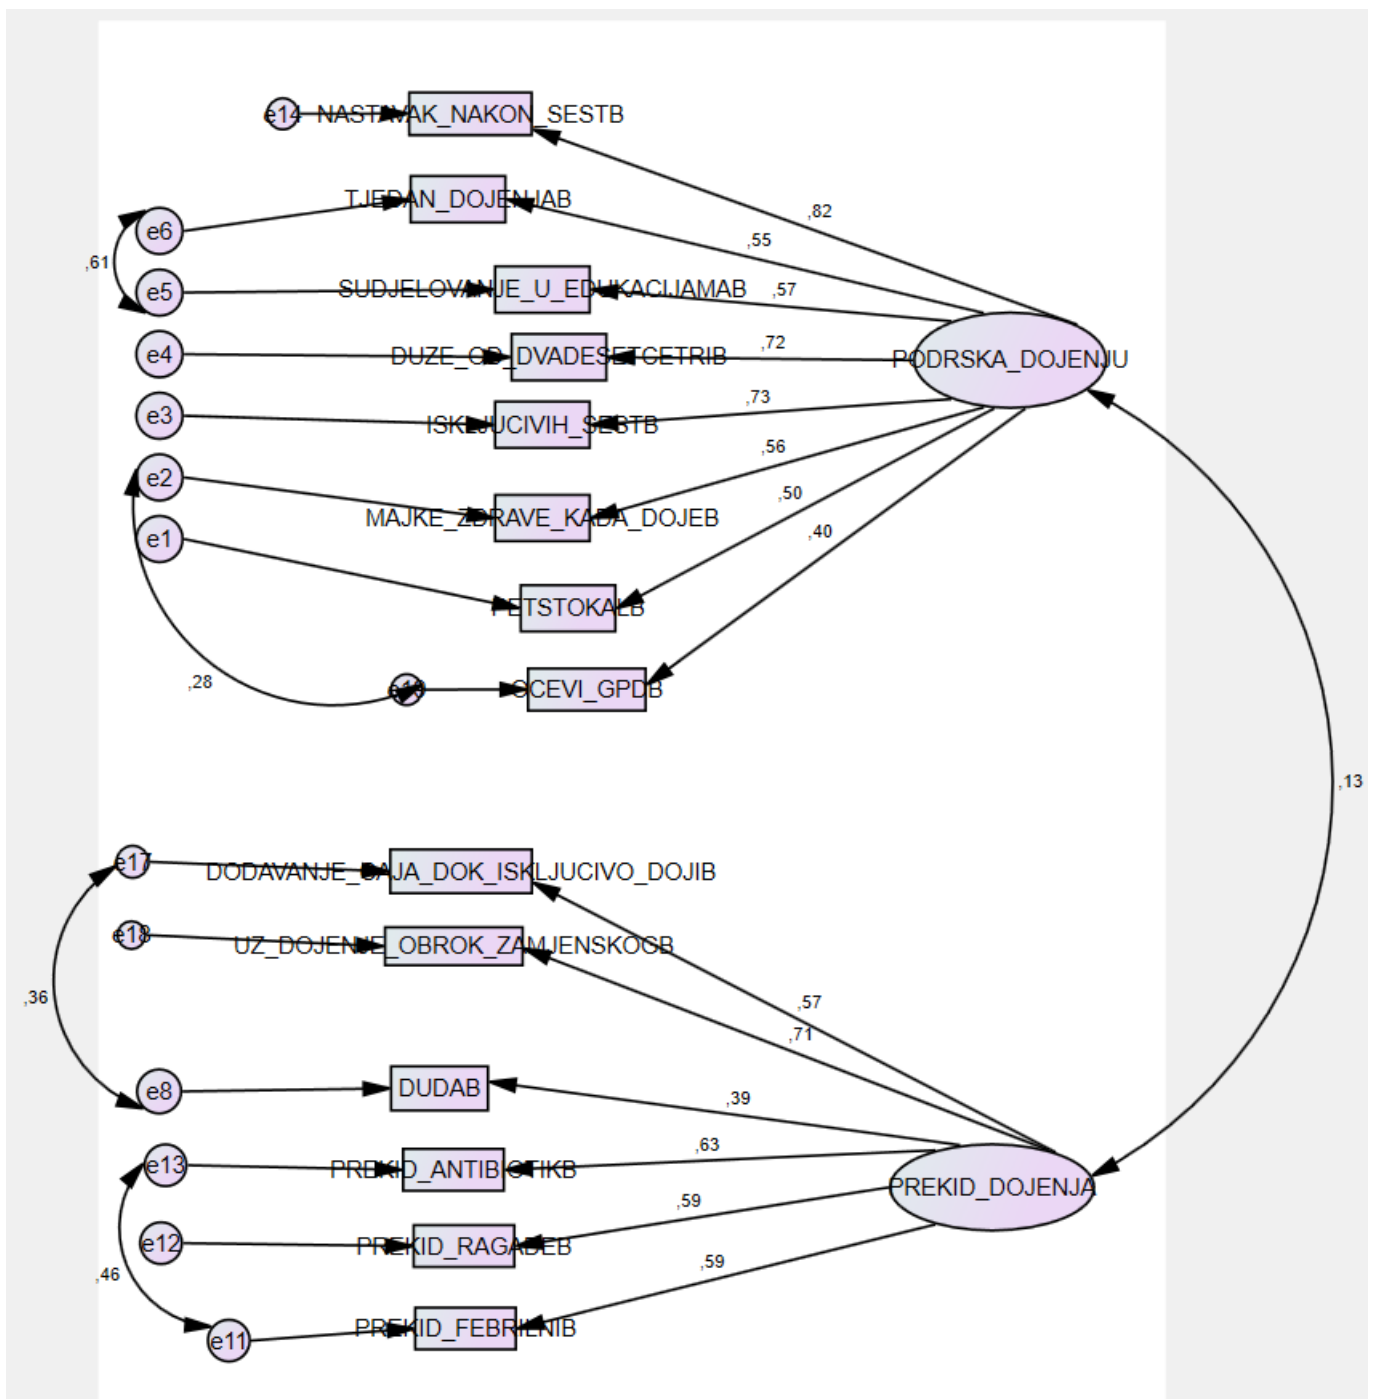 e14 NASTAVAK_NAKON_SESTB
,82
TJEDAN_DOJENJAB
e6
,55
,61
e5 SUDJELOVANJE_U_EDUKACIJAMAB ,57
e4 DUZE_OD_DVADESETCETRIB ,72 PODRSKA_DOJENJU
,73
e3 ISKLJUCIVIH_SESTB
,56
e2
,50
MAJKE_ZDRAVE_KADA_DOJEB
e1 ,40
PETSTOKALB
,28 OCEVI_GPDB
,13
e17 DODAVANJE_CAJA_DOK_ISKLJUCIVO_DOJIB
e18 UZ_DOJENJE_OBROK_ZAMJENSKOGB
,36 ,57
,71
e8 DUDAB ,39
,63
e13 PREKID_ANTIBIOTIKB
PREKID_DOJENJA
,59
e12 PREKID_RAGADEB
,46 ,59
e11 PREKID_FEBRILNIB